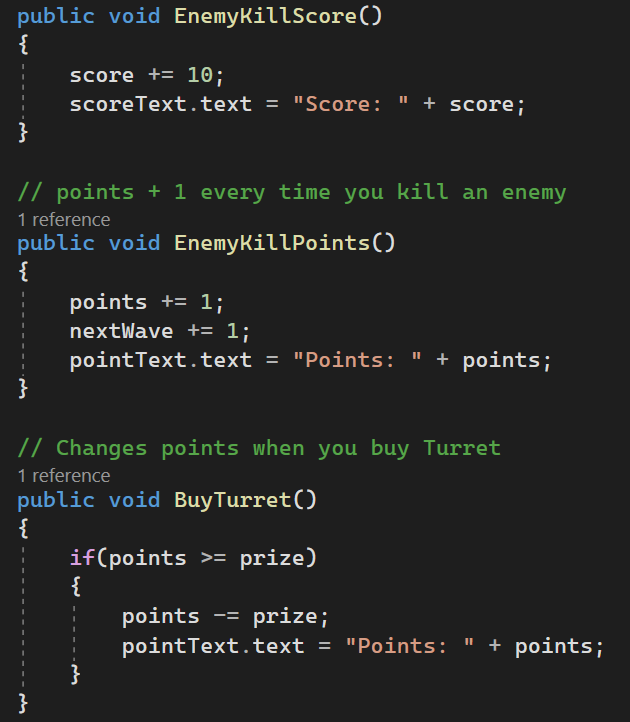 public void EnemyKillScore()
{
score += 10;
scoreText.text = "Score: " + score;
}
// points + 1 every time you kill an enemy
1 reference
public void EnemyKillPoints()
{
points += 1;
nextWave += 1;
pointText.text = "Points: " + points;
}
// Changes points when you buy Turret
1 reference
public void BuyTurret()
{
if(points >= prize)
{
points -= prize;
pointText.text = "Points: " + points;
}
}